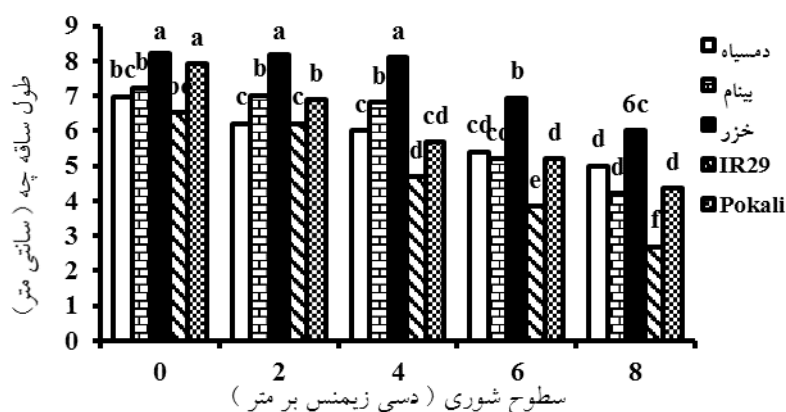 9
8
7
6
5
4
3
2
1
0
طول ساقه چه ( سانتی متر)
bc b a bc a
c b a c b
c b a d cd
cd cd b e d
d d 6c f d
0 2 4 6 8
سطوح شوری ( دسی زیمنس بر متر )
دمسیاه
بینام
خزر
IR29
Pokali